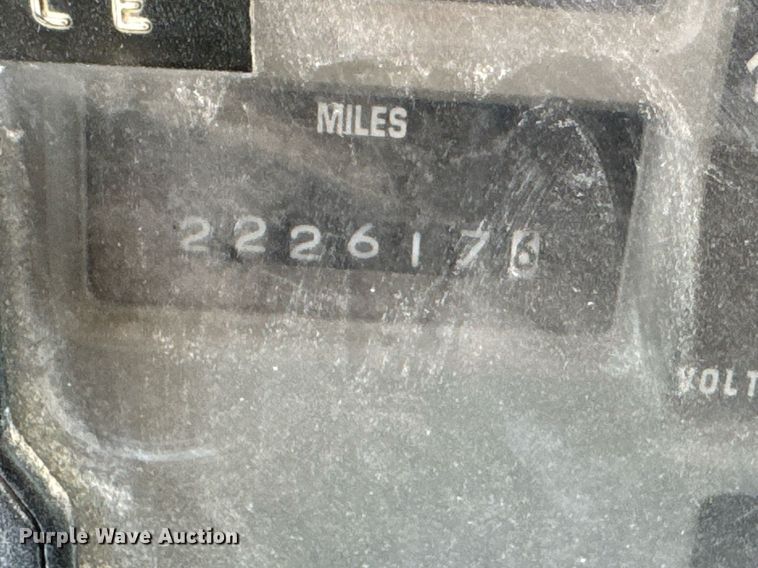 L E
MILES
2226176
VOLT
Purple Wave Auction